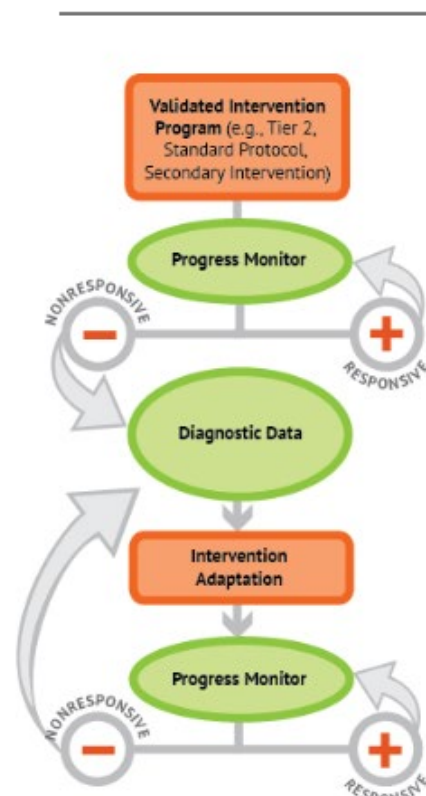 Validated Intervention
Program (e.g., Tier 2,
Standard Protocol,
Secondary Intervention)
Progress Monitor
NONRESPONSIVE
RESPONSIVE
Diagnostic Data
Intervention
Adaptation
Progress Monitor
NONRESPONSIVE
RESPONSIVE